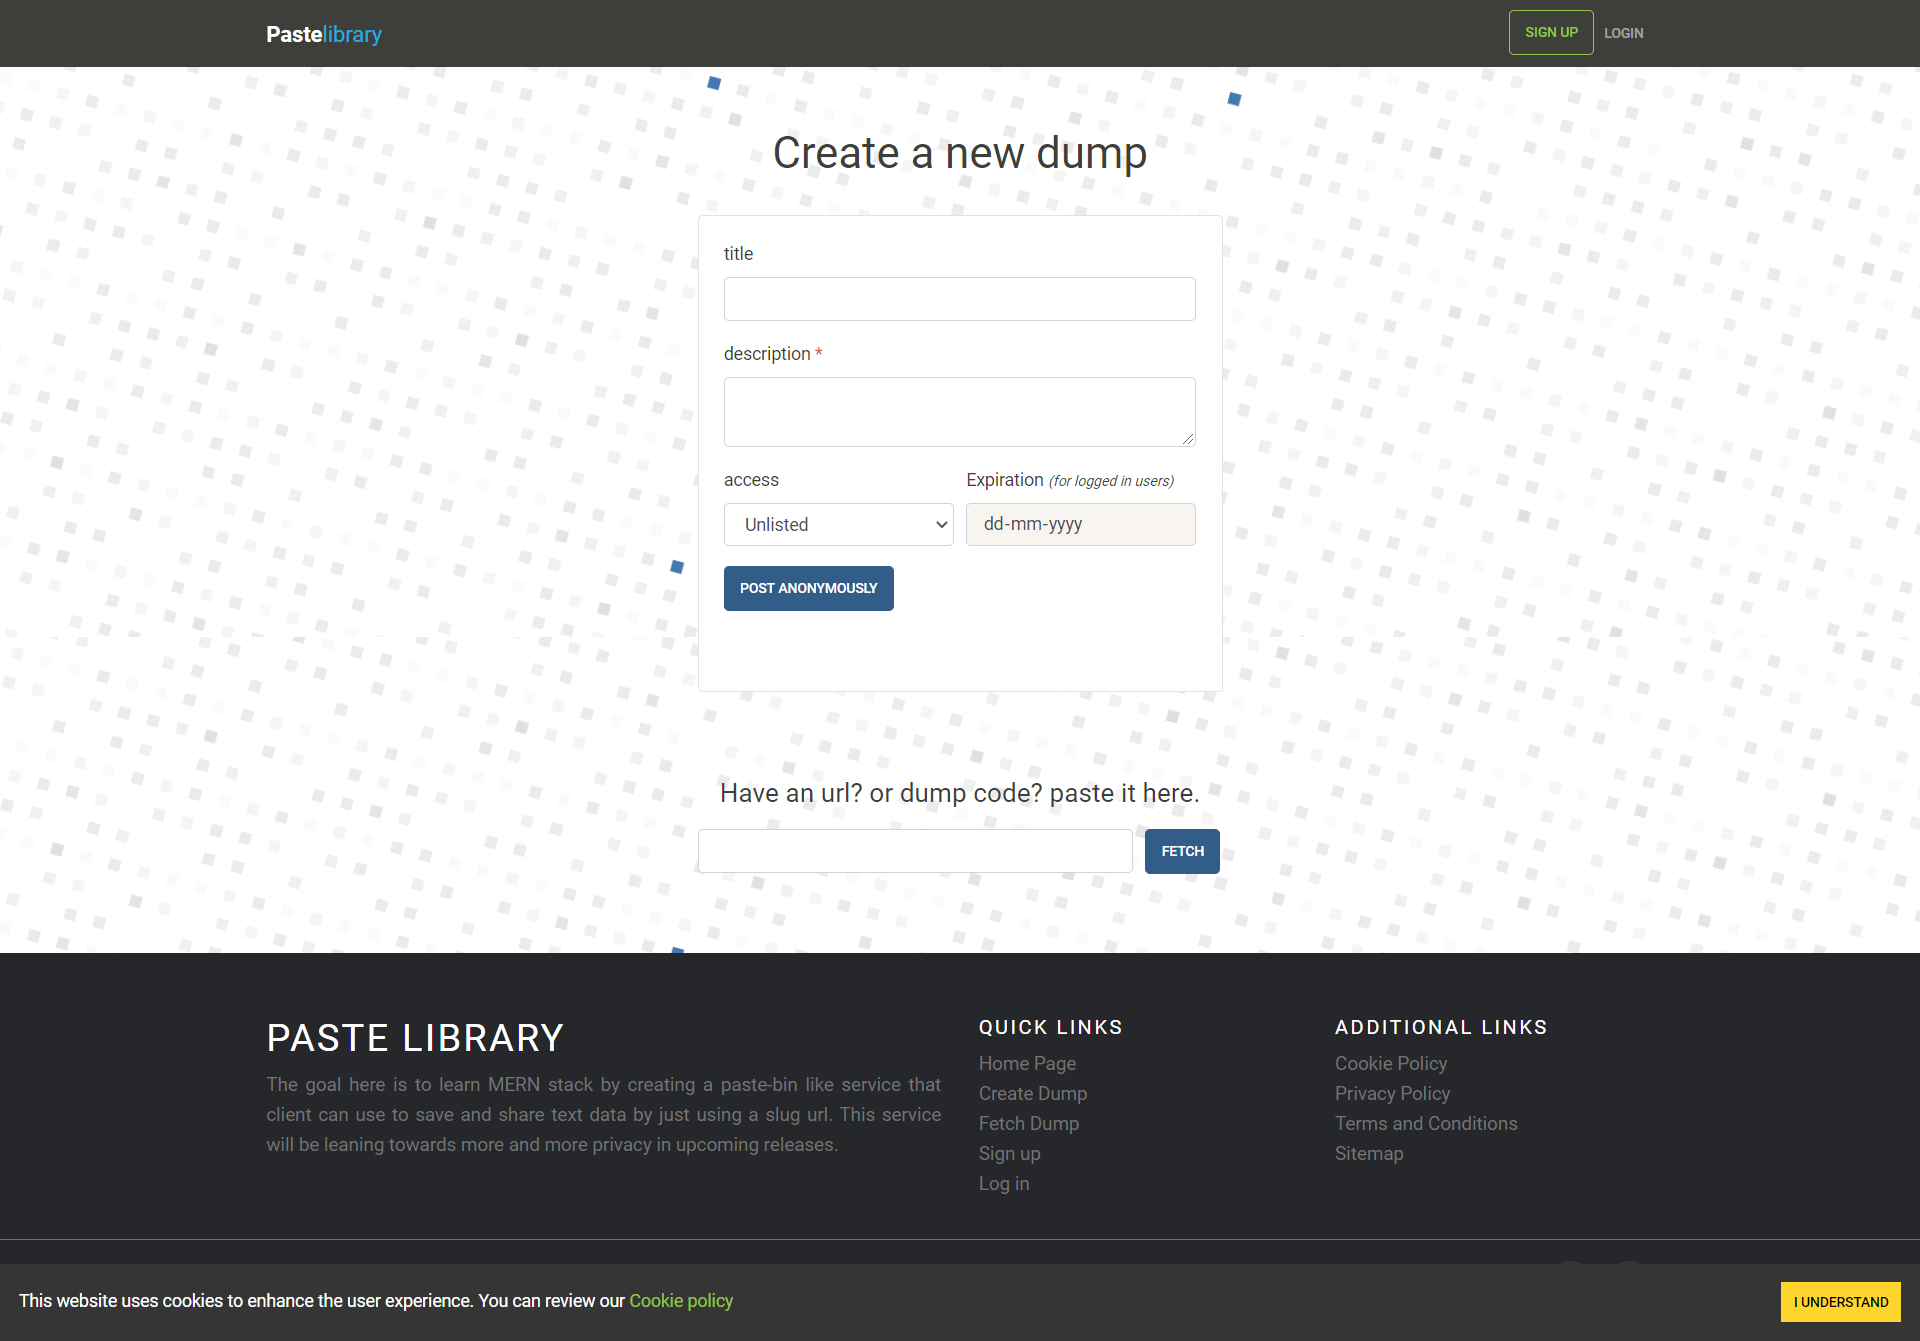 Pastelibrary
SIGN UP
LOGIN
Create a new dump
title
description *
access
Expiration (for logged in users)
Unlisted
dd-mm-yyyy
POST ANONYMOUSLY
Have an url? or dump code? paste it here.
FETCH
PASTE LIBRARY
The goal here is to learn MERN stack by creating a paste-bin like service that
client can use to save and share text data by just using a slug url. This service
will be leaning towards more and more privacy in upcoming releases.
QUICK LINKS
Home Page
Create Dump
Fetch Dump
Sign up
Log in
ADDITIONAL LINKS
Cookie Policy
Privacy Policy
Terms and Conditions
Sitemap
This website uses cookies to enhance the user experience. You can review our Cookie policy
I UNDERSTAND